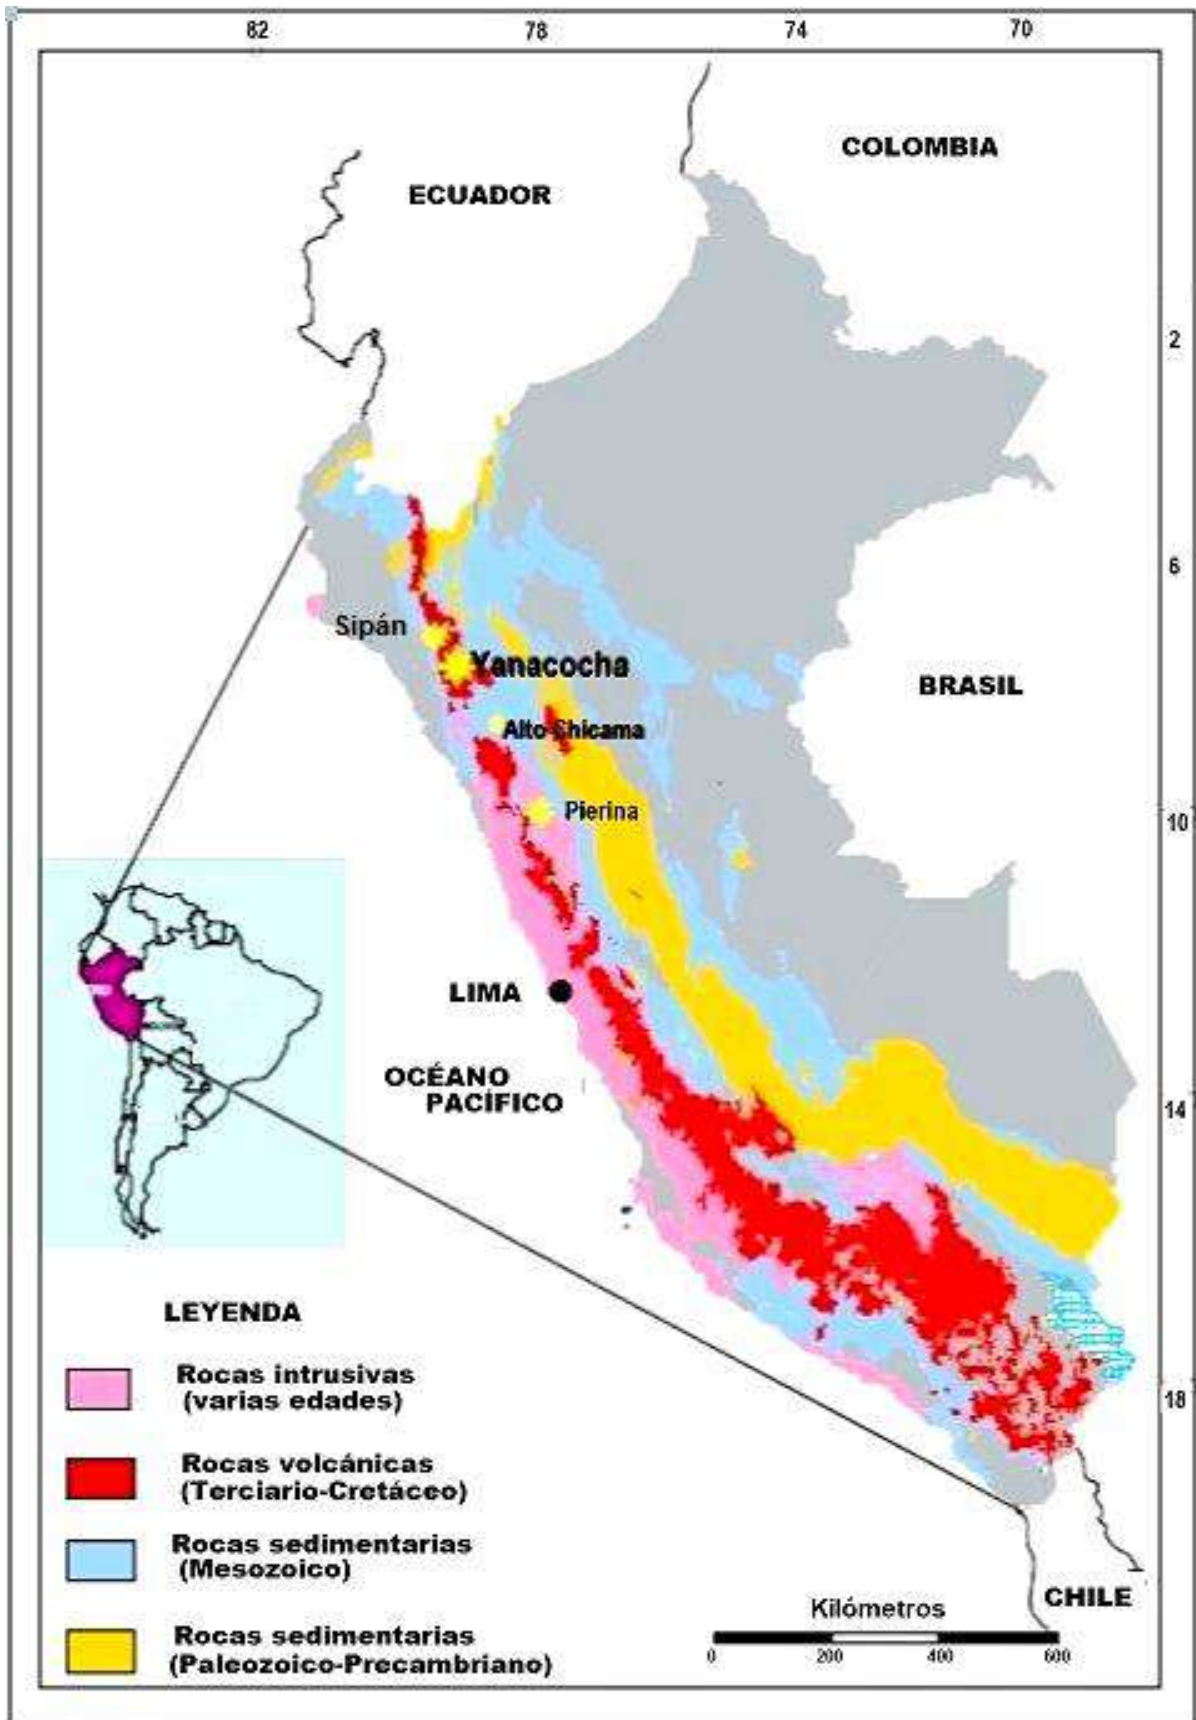 82 78 74 70
COLOMBIA
ECUADOR
2
6
Sipán
Yanacocha
BRASIL
Alto Shicama
Pierina
10
LIMA
OCÉANO
PACÍFICO
14
LEYENDA
Rocas intrusivas
(varias edades)
18
Rocas volcánicas
(Terciario-Cretáceo)
Rocas sedimentarias
(Mesozoico)
CHILE
Kilómetros
Rocas sedimentarias
(Paleozoico-Precambriano)
0 200 400 600